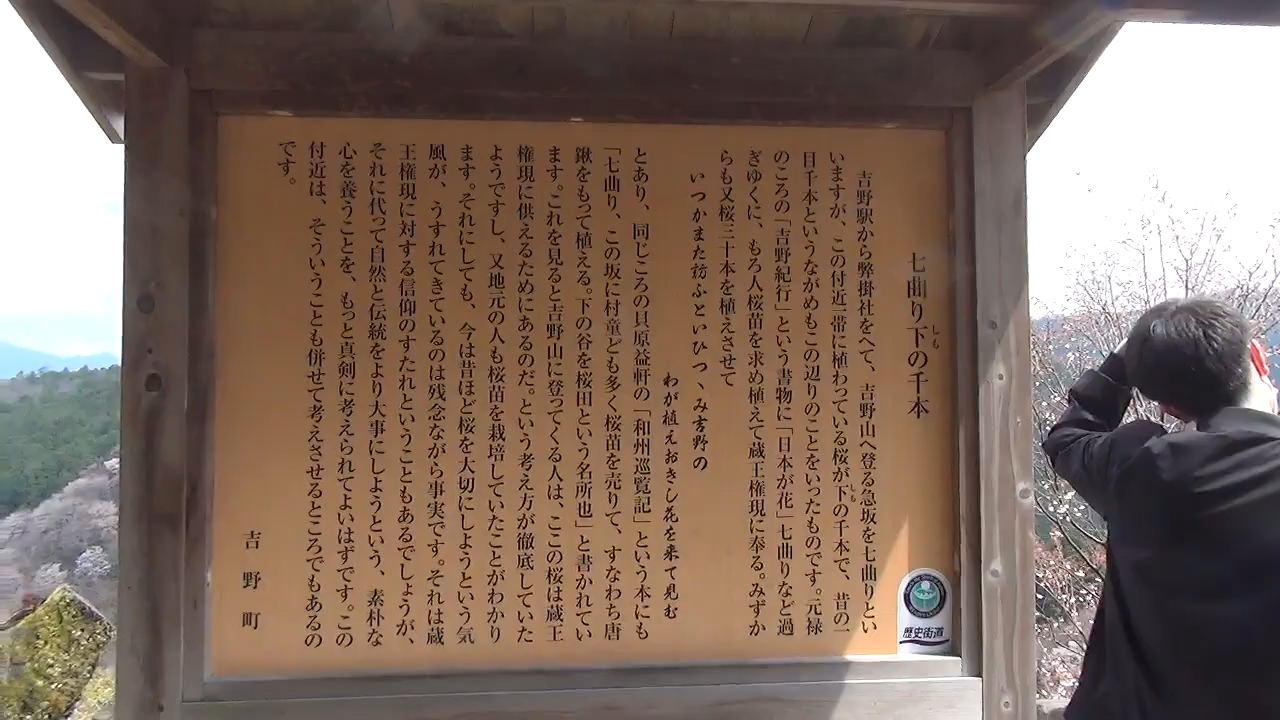 七曲り下の千本
しも
吉野駅から弊掛社をへて、吉野山へ登る急坂を七曲りとい
いますが、この付近一帯に植わっている桜が下の千本で、昔の一
しも
目千本というながめもこの辺りのことをいったものです。元禄
のころの「吉野紀行」という書物に「日本が花」七曲りなど過
ぎゆくに、もろ人桜苗を求め植えて蔵王権現に奉る。みずか
らも又桜三十本を植えさせて
いつかまた訪ふといひつゝみ吉野の
わが植えおきし花を来て見む
とあり、同じころの貝原益軒の「和州巡覧記」という本にも
「七曲り、この坂に村童ども多く桜苗を売りて、すなわち唐
鍬をもって植える。下の谷を桜田という名所也」と書かれてい
ます。これを見ると吉野山に登ってくる人は、ここの桜は蔵王
権現に供えるためにあるのだ。という考え方が徹底していた
ようですし、又地元の人も桜苗を栽培していたことがわかり
ます。それにしても、今は昔ほど桜を大切にしようという気
風が、うすれてきているのは残念ながら事実です。それは蔵
王権現に対する信仰のすたれということもあるでしょうが、
それに代って自然と伝統をより大事にしようという、素朴な
心を養うことを、もっと真剣に考えられてよいはずです。この
付近は、そういうことも併せて考えさせるところでもあるの
です。
吉野町
歴史街道